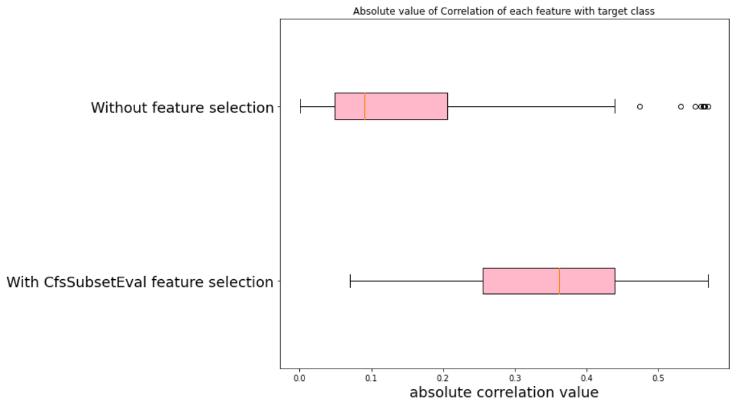 Absolute value of Correlation of each feature with target class
Without feature selection
With CfsSubsetEval feature selection
0.0 0.1 0.2 0.3 0.4 0.5
absolute correlation value